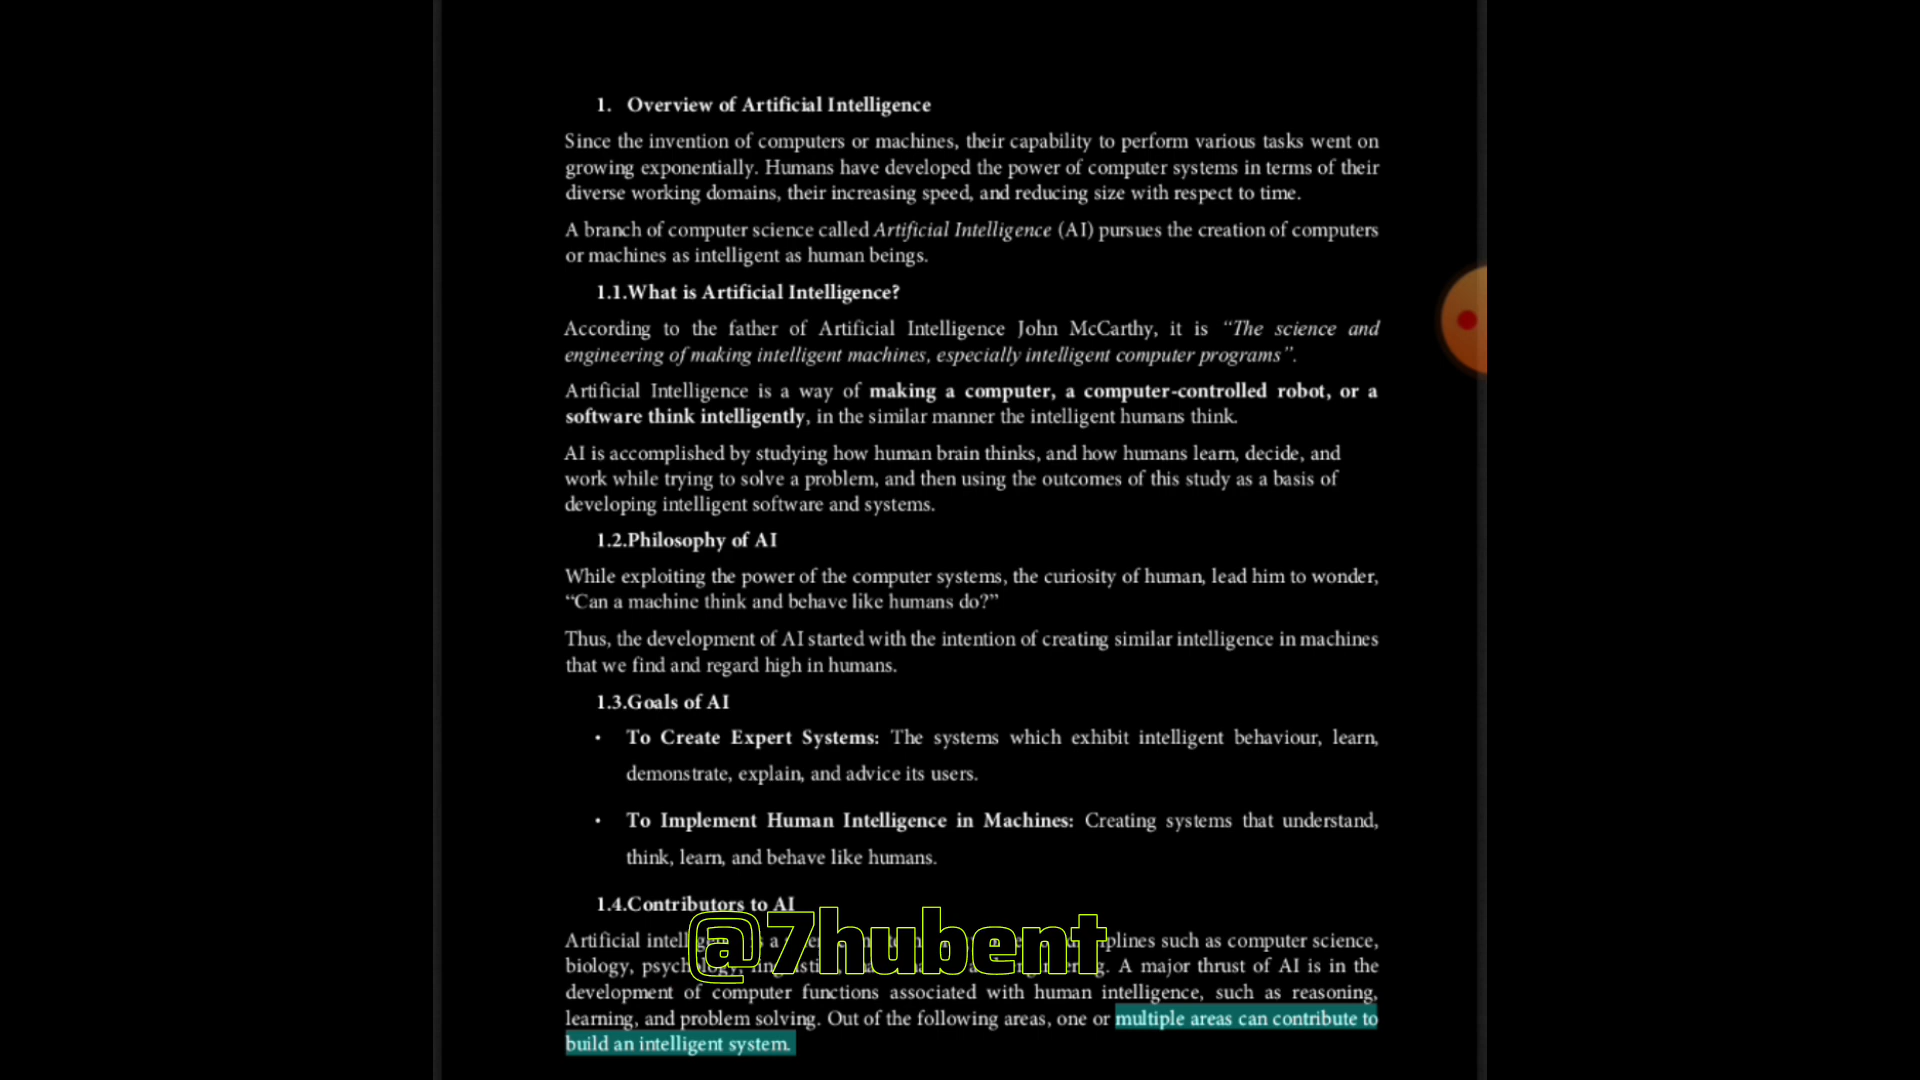 1. Overview of Artificial Intelligence
Since the invention of computers or machines, their capability to perform various tasks went on
growing exponentially. Humans have developed the power of computer systems in terms of their
diverse working domains, their increasing speed, and reducing size with respect to time.
A branch of computer science called Artificial Intelligence (AI) pursues the creation of computers
or machines as intelligent as human beings.
1.1.What is Artificial Intelligence?
According to the father of Artificial Intelligence John McCarthy, it is “The science and
engineering of making intelligent machines, especially intelligent computer programs”.
Artificial Intelligence is a way of making a computer, a computer-controlled robot, or a
software think intelligently, in the similar manner the intelligent humans think.
AI is accomplished by studying how human brain thinks, and how humans learn, decide, and
work while trying to solve a problem, and then using the outcomes of this study as a basis of
developing intelligent software and systems.
1.2.Philosophy of AI
While exploiting the power of the computer systems, the curiosity of human, lead him to wonder,
“Can a machine think and behave like humans do?”
Thus, the development of AI started with the intention of creating similar intelligence in machines
that we find and regard high in humans.
1.3.Goals of AI
• To Create Expert Systems: The systems which exhibit intelligent behaviour, learn,
demonstrate, explain, and advice its users.
• To Implement Human Intelligence in Machines: Creating systems that understand,
think, learn, and behave like humans.
1.4.Contributors to AI
@7hubent
Artificial such as computer science,
biology, A major thrust of AI is in the
development of computer functions associated with human intelligence, such as reasoning,
learning, and problem solving. Out of the following areas, one or multiple areas can contribute to
build an intelligent system.